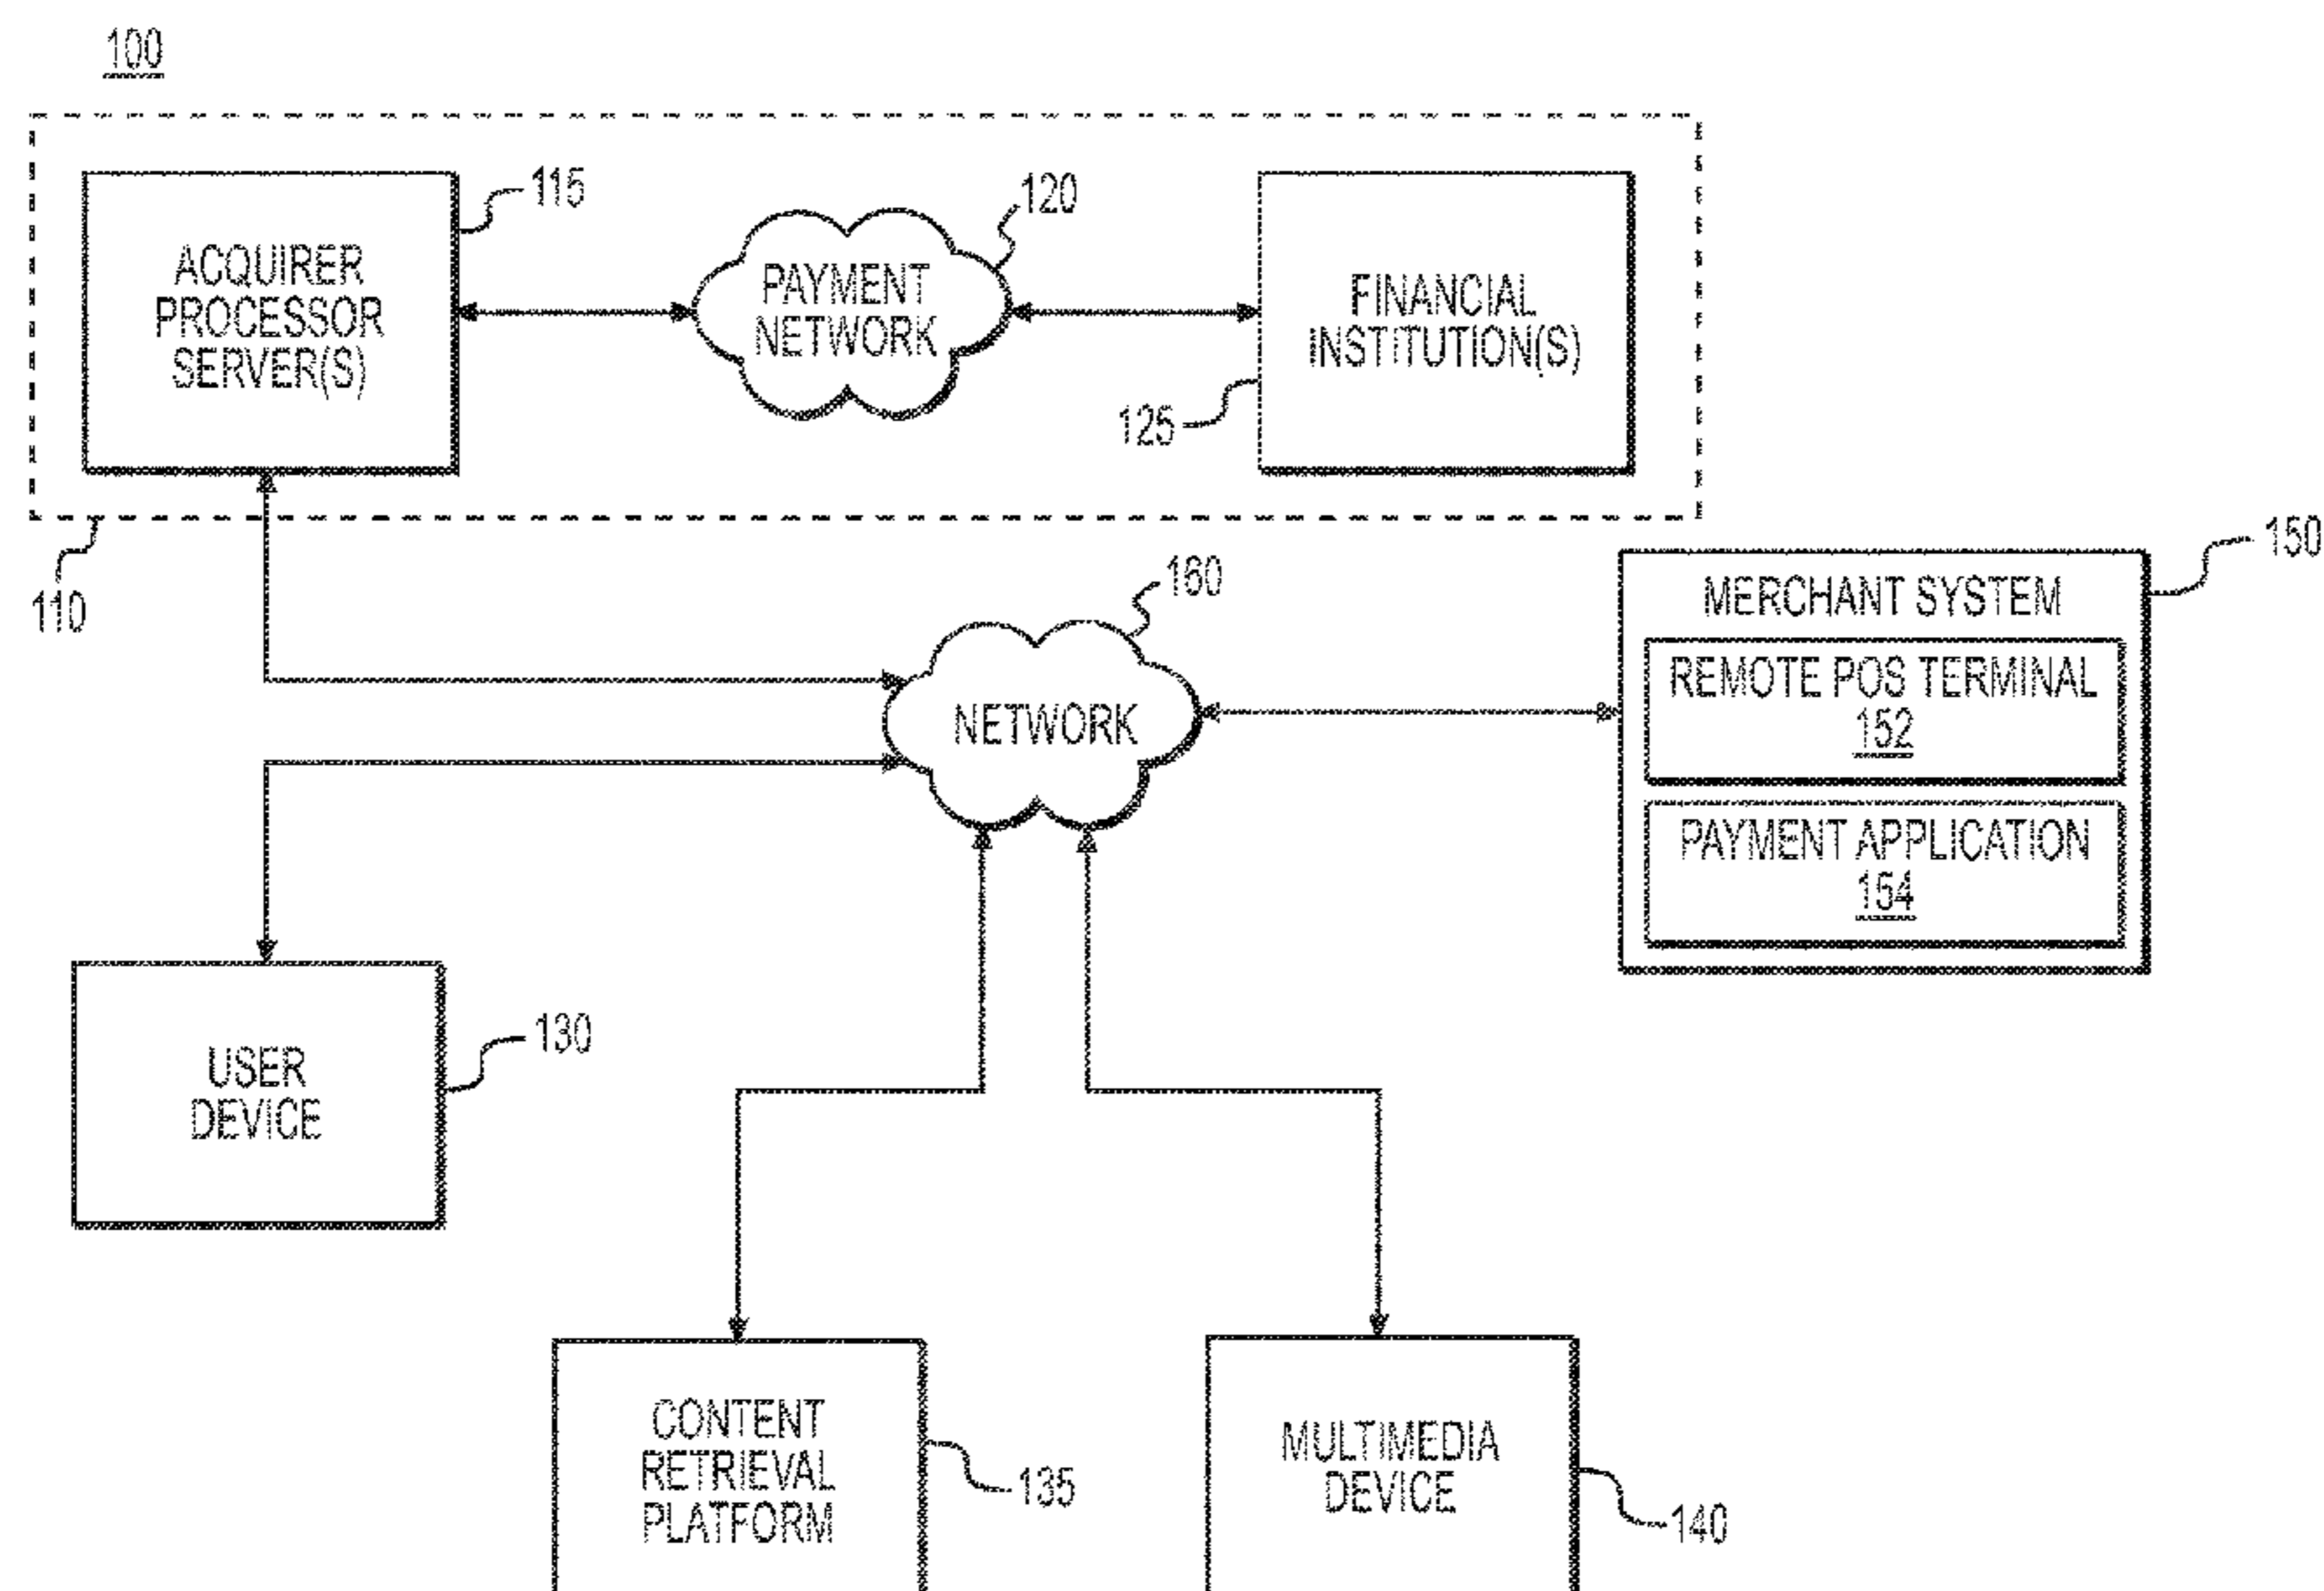 100
ACQUIRER
PROCESSOR
SERVER(S)
115
PAYMENT
NETWORK
120
FINANCIAL
INSTITUTION(S)
125
110
160
NETWORK
150
MERCHANT SYSTEM
REMOTE POS TERMINAL
152
PAYMENT APPLICATION
154
USER
DEVICE
130
CONTENT
RETRIEVAL
PLATFORM
135
MULTIMEDIA
DEVICE
140